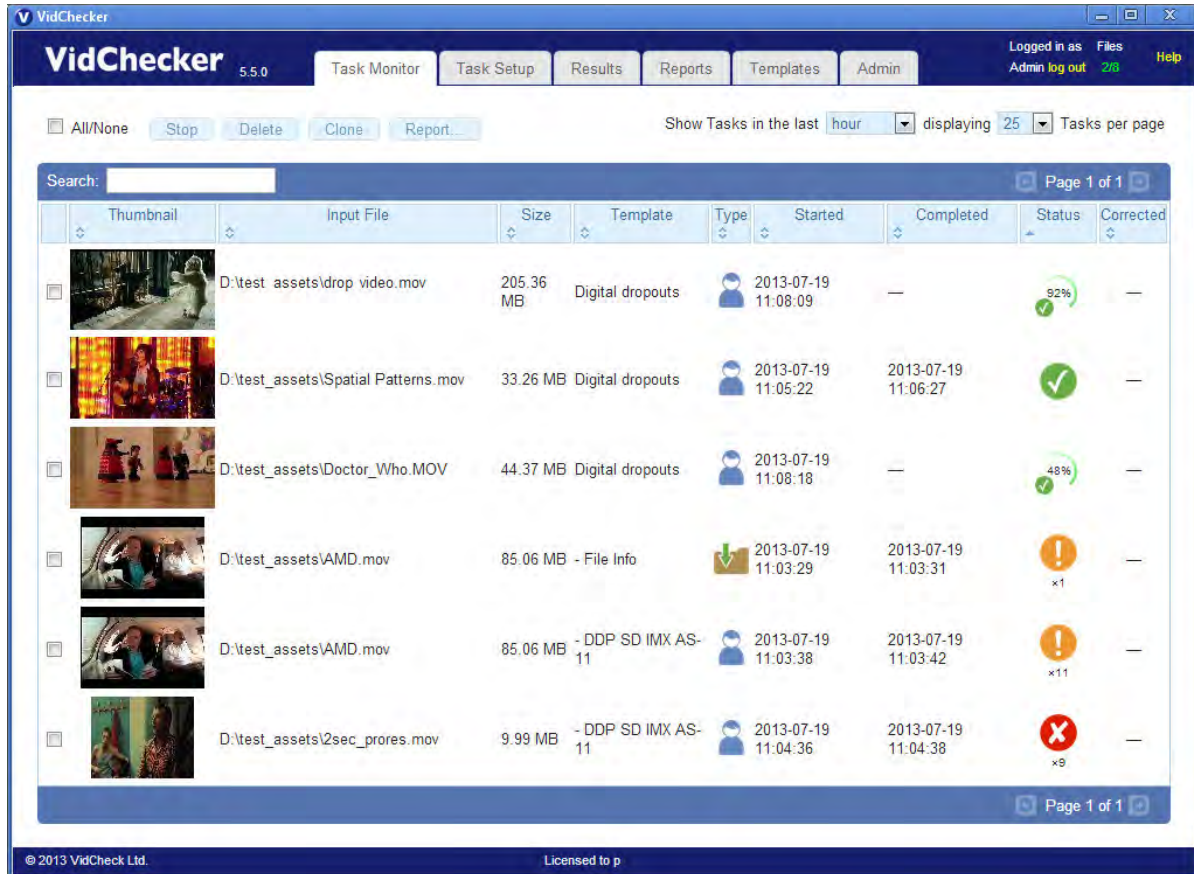 VidChecker
VidChecker 5.5.0
Task Monitor
Task Setup
Results
Reports
Templates
Admin
Logged in as Files
Admin log out 2/8
Help
All/None
Stop
Delete
Clone
Report...
Show Tasks in the last hour displaying 25 Tasks per page
Search:
Page 1 of 1
Thumbnail Input File Size Template Type Started Completed Status Corrected
D:\test_assets\drop_video.mov 205.36 MB Digital dropouts 2013-07-19 11:08:09 — 92% —
D:\test_assets\Spatial Patterns.mov 33.26 MB Digital dropouts 2013-07-19 11:05:22 2013-07-19 11:06:27 —
D:\test_assets\Doctor_Who.MOV 44.37 MB Digital dropouts 2013-07-19 11:08:18 — 48% —
D:\test_assets\AMD.mov 85.06 MB - File Info 2013-07-19 11:03:29 2013-07-19 11:03:31 ×1 —
D:\test_assets\AMD.mov 85.06 MB - DDP SD IMX AS-11 2013-07-19 11:03:38 2013-07-19 11:03:42 ×11 —
D:\test_assets\2sec_prores.mov 9.99 MB - DDP SD IMX AS-11 2013-07-19 11:04:36 2013-07-19 11:04:38 ×9 —
Page 1 of 1
© 2013 VidCheck Ltd.
Licensed to p